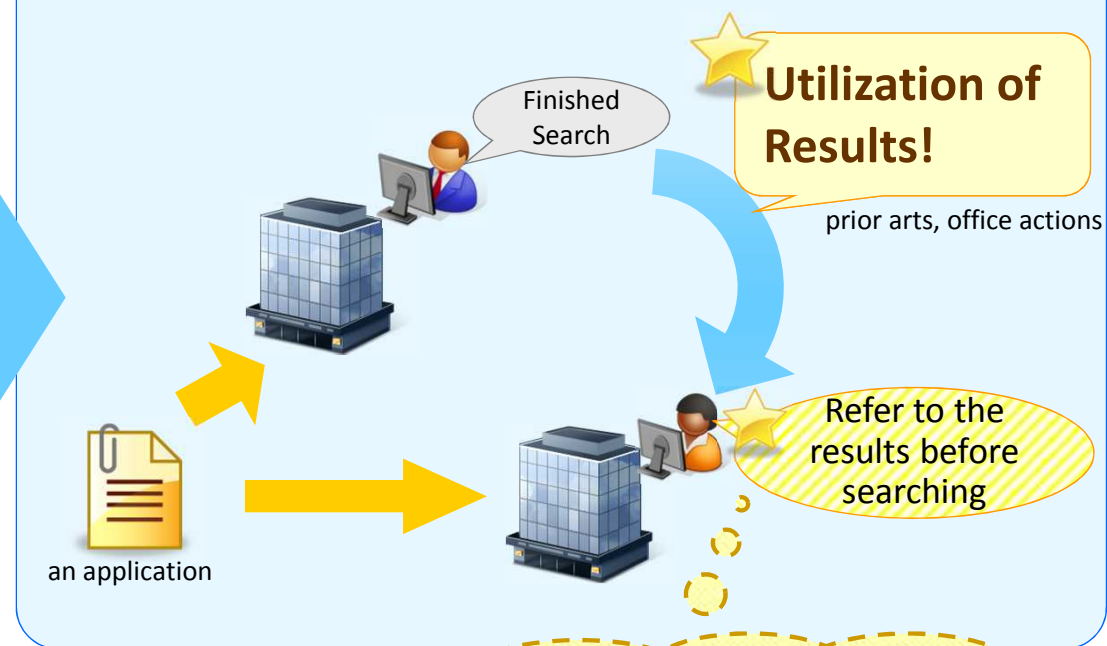 Finished
Search
Utilization of
Results!
prior arts, office actions
Refer to the
results before
searching
an application